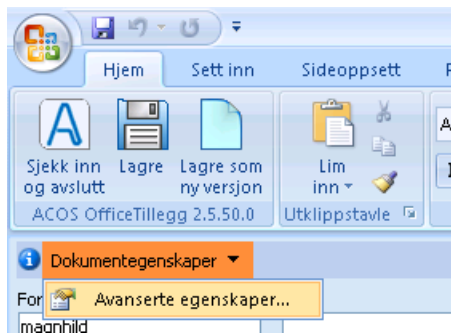 Hjem Sett inn Sideoppsett
A
Sjekk inn Lagre Lagre som Lim
og avslutt ny versjon inn
ACOS OfficeTillegg 2.5.50.0 Utklippstavle
Dokumentegenskaper
For
Avanserte egenskaper...
magnhild